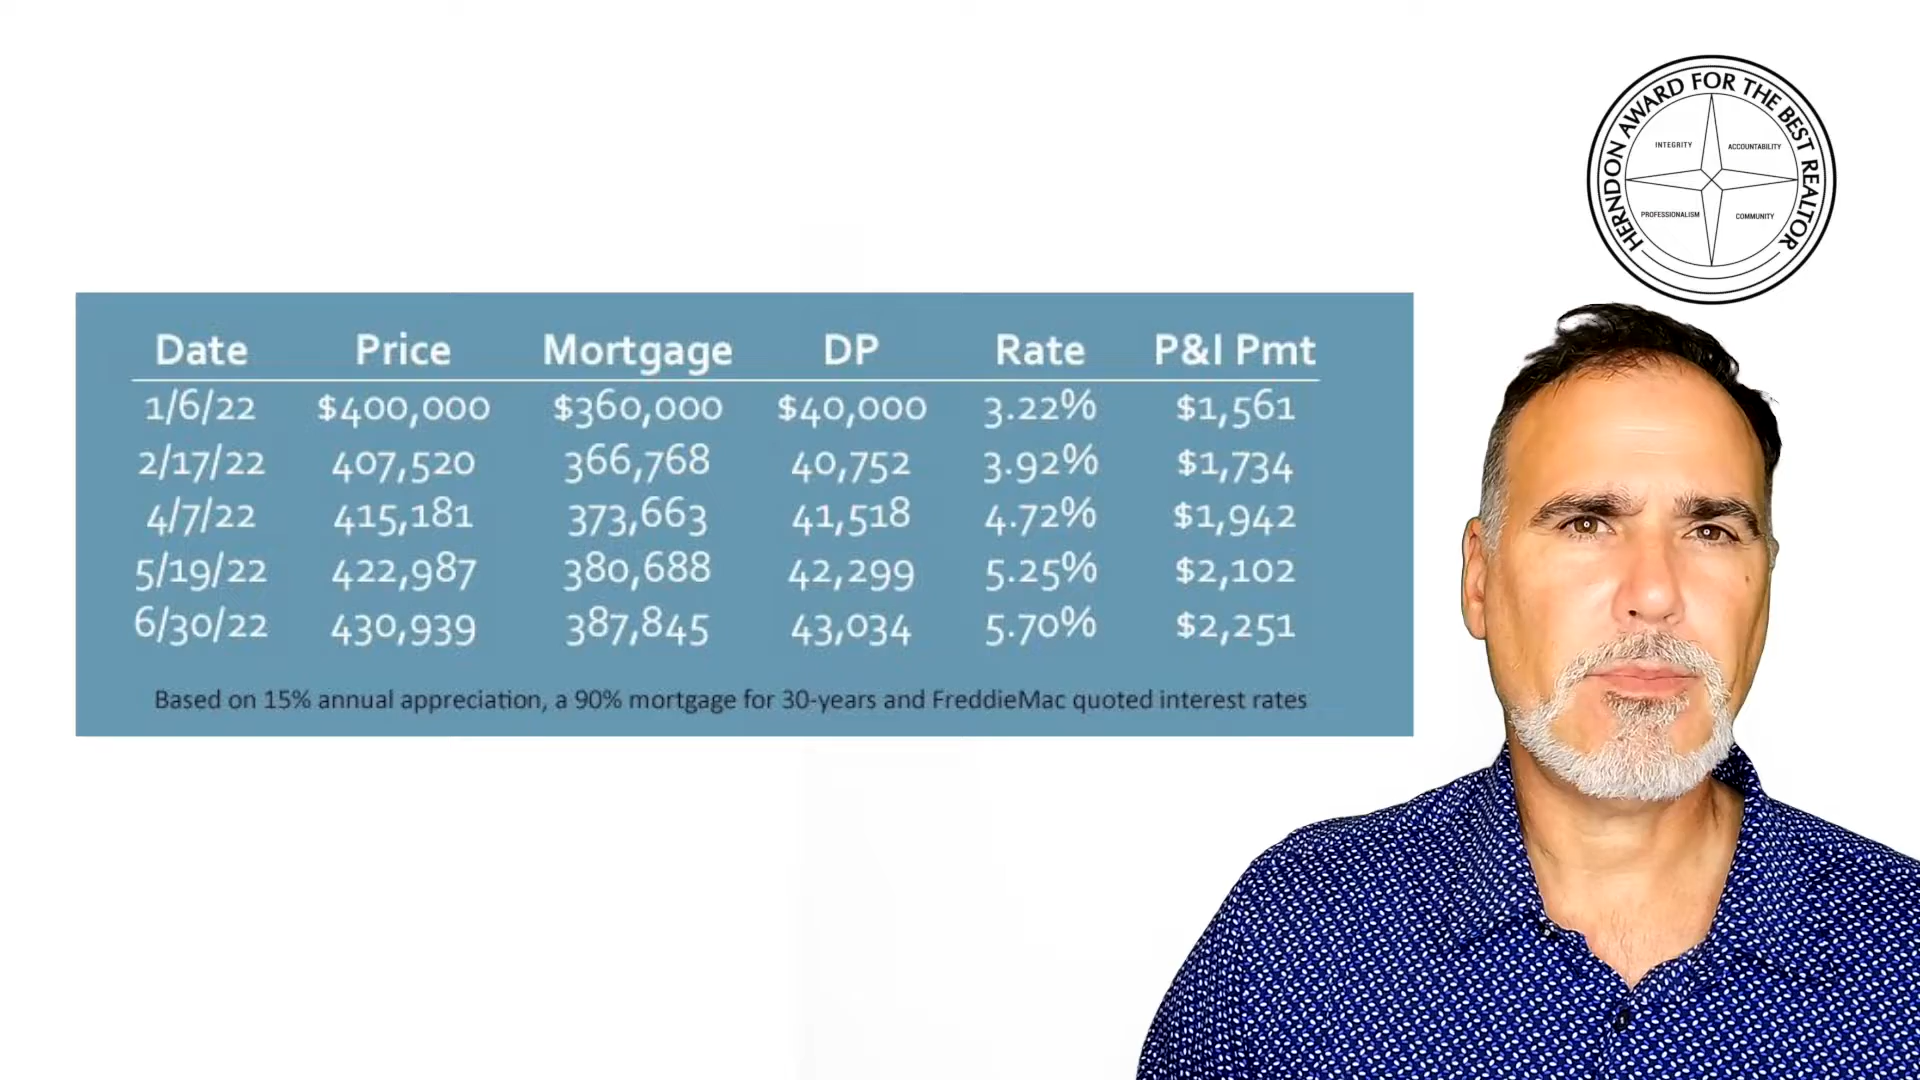 HERNDON AWARD FOR THE BEST REALTOR
INTEGRITY
ACCOUNTABILITY
PROFESSIONALISM
COMMUNITY
Date Price Mortgage DP Rate P&I Pmt
1/6/22 $400,000 $360,000 $40,000 3.22% $1,561
2/17/22 407,520 366,768 40,752 3.92% $1,734
4/7/22 415,181 373,663 41,518 4.72% $1,942
5/19/22 422,987 380,688 42,299 5.25% $2,102
6/30/22 430,939 387,845 43,034 5.70% $2,251
Based on 15% annual appreciation, a 90% mortgage for 30-years and FreddieMac quoted interest rates